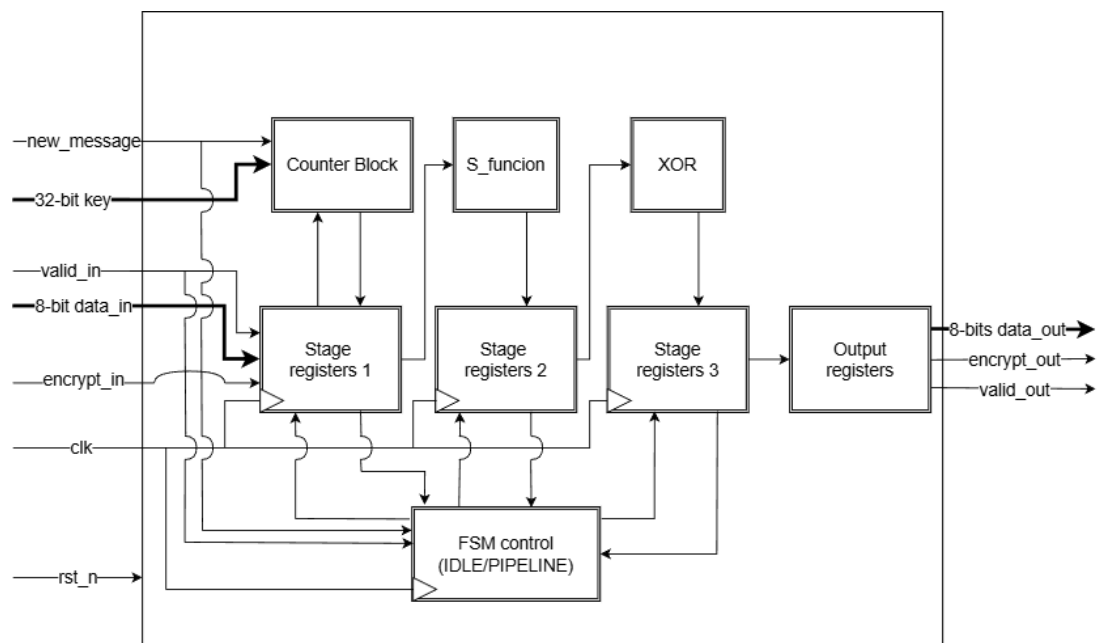 new_message
32-bit key
valid_in
8-bit data_in
encrypt_in
clk
rst_n
Counter Block
S_funcion
XOR
Stage
registers 1
Stage
registers 2
Stage
registers 3
Output
registers
8-bits data_out
encrypt_out
valid_out
FSM control
(IDLE/PIPELINE)